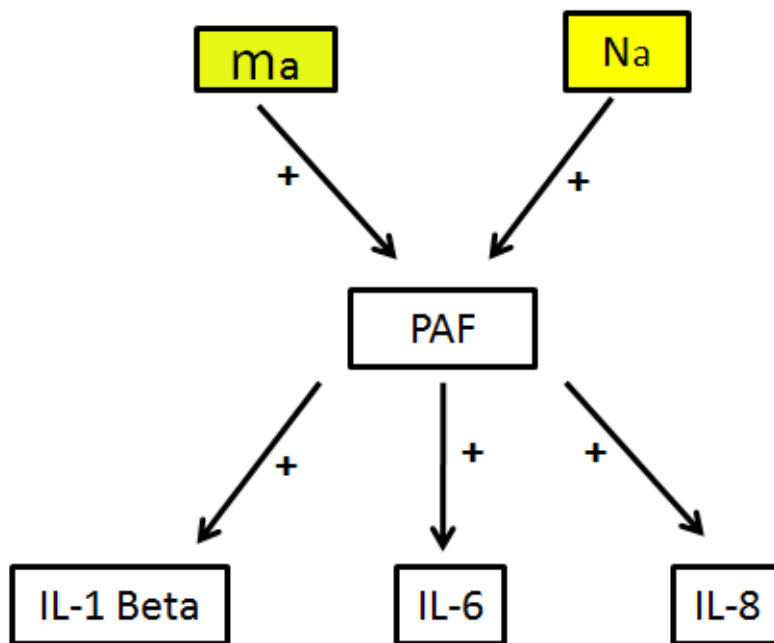 ma
Na
+
+
PAF
+
+
+
IL-1 Beta
IL-6
IL-8